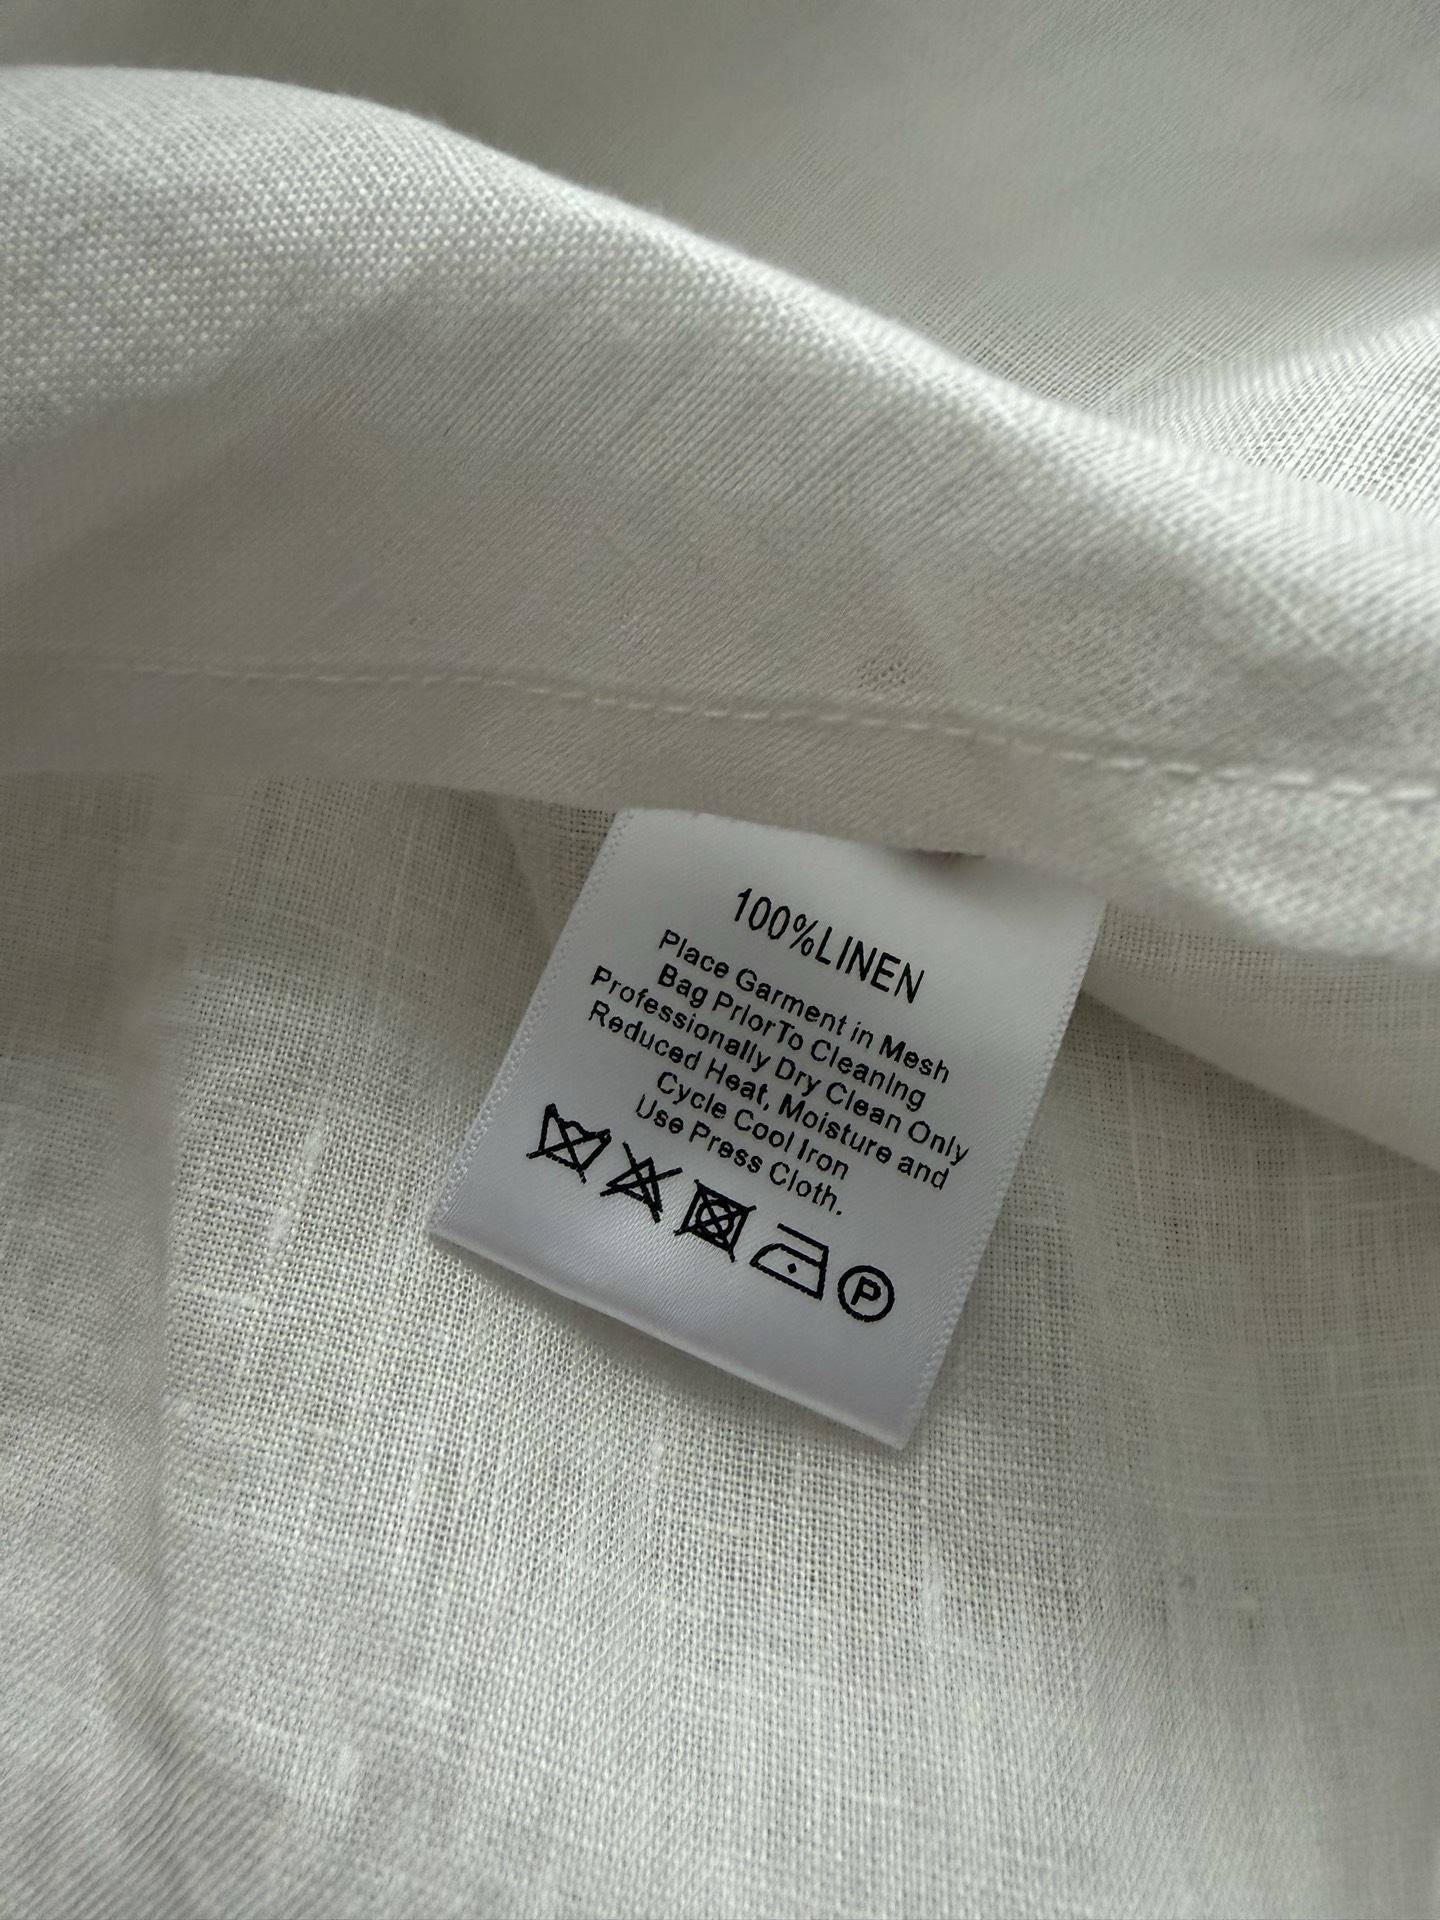 100%LINEN
Place Garment in Mesh
Bag PriorTo Cleaning
Professionally Dry Clean Only
Reduced Heat, Moisture and
Cycle Cool Iron
Use Press Cloth.
P